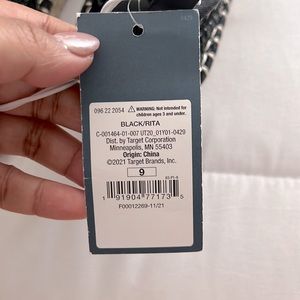 096 22 2054 WARNING: Not intended for
children ages 3 and under.
BLACK/RITA
C-001464-01-007 UT20_01Y01-0429
Dist. by Target Corporation
Minneapolis, MN 55403
Origin: China
©2021 Target Brands, Inc.
9
1 91904 77173 5
F00012269-11/21